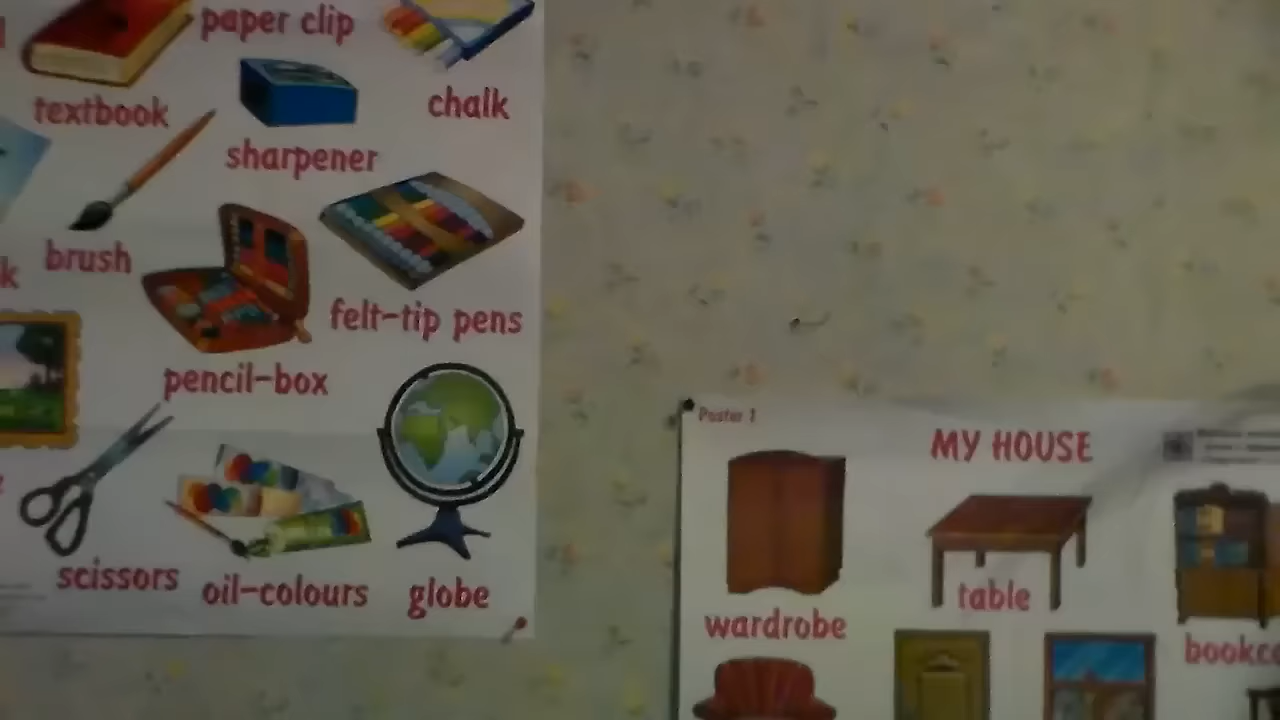 paper clip
textbook
chalk
sharpener
brush
felt-tip pens
pencil-box
scissors
oil-colours
globe
Poster 1
MY HOUSE
wardrobe
table